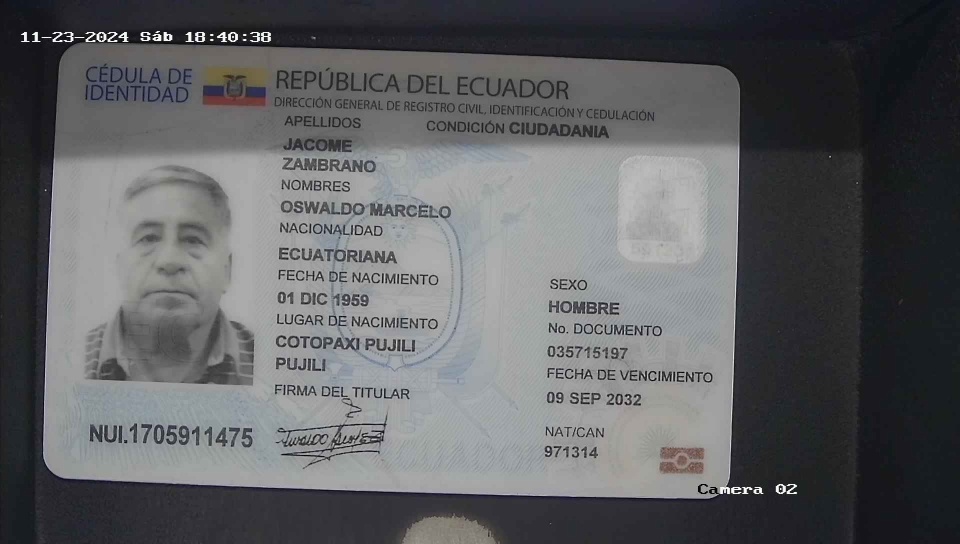 11-23-2024 Sáb 18:40:38
CÉDULA DE
IDENTIDAD
REPÚBLICA DEL ECUADOR
DIRECCIÓN GENERAL DE REGISTRO CIVIL, IDENTIFICACIÓN Y CEDULACIÓN
APELLIDOS
CONDICIÓN CIUDADANIA
JACOME
ZAMBRANO
NOMBRES
OSWALDO MARCELO
NACIONALIDAD
ECUATORIANA
FECHA DE NACIMIENTO
01 DIC 1959
LUGAR DE NACIMIENTO
COTOPAXI PUJILI
PUJILI
FIRMA DEL TITULAR
SEXO
HOMBRE
No. DOCUMENTO
035715197
FECHA DE VENCIMIENTO
09 SEP 2032
NAT/CAN
971314
NUI.1705911475
Camera 02